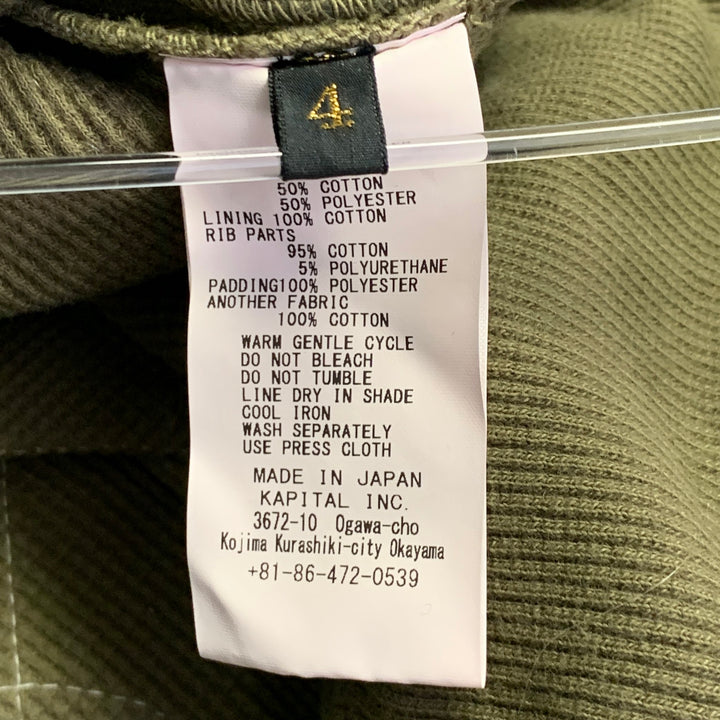 4
50% COTTON
50% POLYESTER
LINING 100% COTTON
RIB PARTS
95% COTTON
5% POLYURETHANE
PADDING100% POLYESTER
ANOTHER FABRIC
100% COTTON
WARM GENTLE CYCLE
DO NOT BLEACH
DO NOT TUMBLE
LINE DRY IN SHADE
COOL IRON
WASH SEPARATELY
USE PRESS CLOTH
MADE IN JAPAN
KAPITAL INC.
3672-10 Ogawa-cho
Kojima Kurashiki-city Okayama
+81-86-472-0539